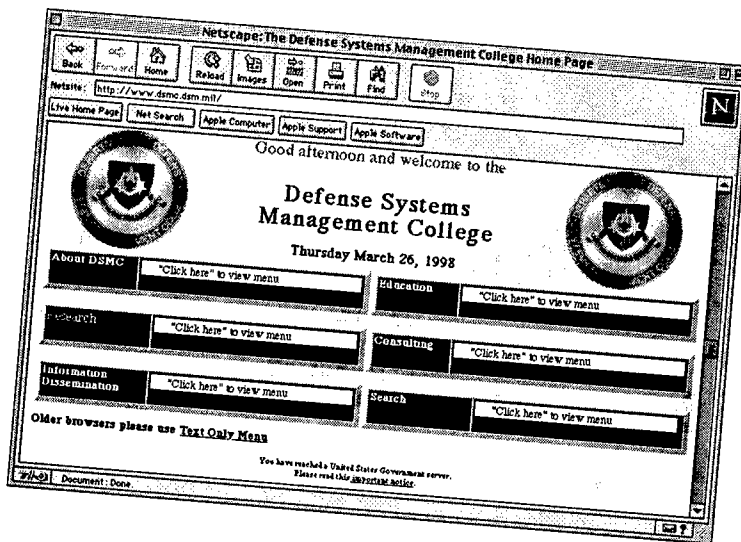 Netscape: The Defense Systems Management College Home Page
Back Forward Home Reload Images Open Print Find Stop
N
Netsite: http://www.dsmc.dsm.mil/
Live Home Page Net Search Apple Computer Apple Support Apple Software
Good afternoon and welcome to the
Defense Systems
Management College
Thursday March 26, 1998
About DSMC "Click here" to view menu
Education "Click here" to view menu
Research "Click here" to view menu
Consulting "Click here" to view menu
Information
Dissemination "Click here" to view menu
Search "Click here" to view menu
Older browsers please use Text Only Menu
You have reached a United States Government server.
Please read this important notice.
Document: Done.